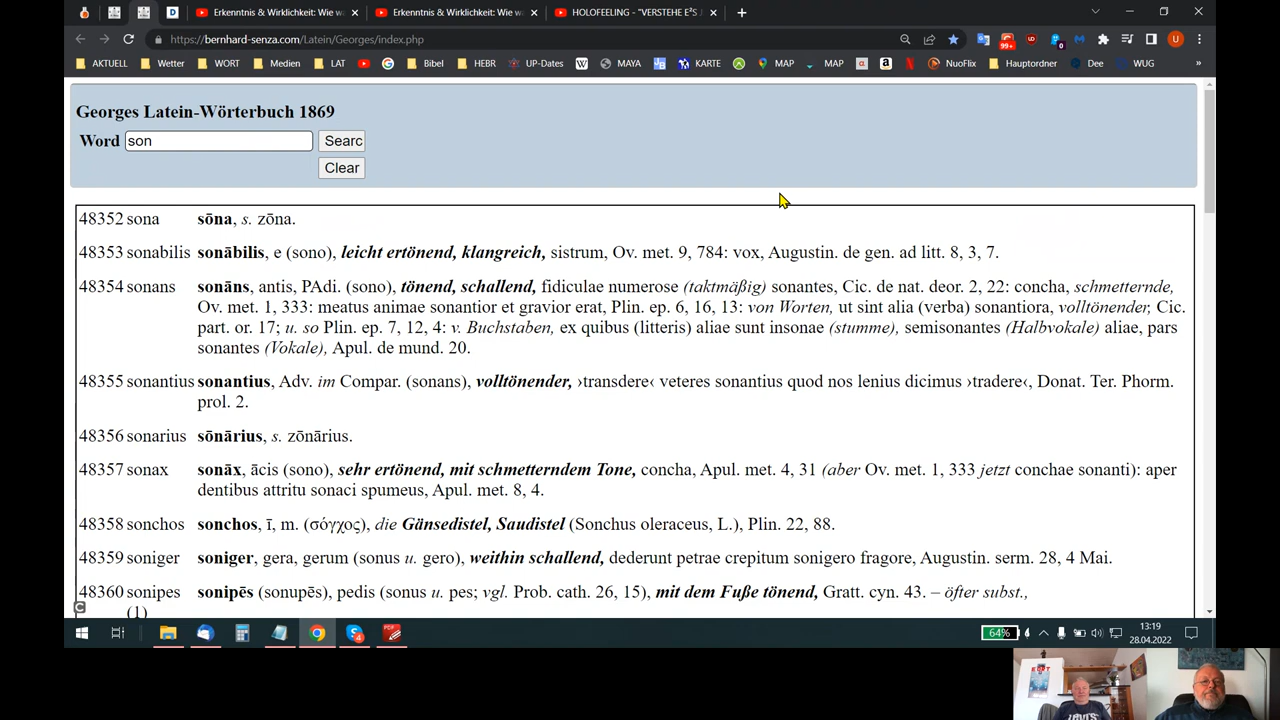 Erkenntnis & Wirklichkeit: Wie w
Erkenntnis & Wirklichkeit: Wie w
HOLOFEELING - "VERSTEHE E²S J
https://bernhard-senza.com/Latein/Georges/index.php
99+
0
U
AKTUELL
Wetter
WORT
Medien
LAT
Bibel
HEBR
UP-Dates
MAYA
KARTE
MAP
MAP
NuoFlix
Hauptordner
Dee
WUG
»
Georges Latein-Wörterbuch 1869
Word son Searc
Clear
48352 sona sōna, s. zōna.
48353 sonabilis sonābilis, e (sono), leicht ertönend, klangreich, sistrum, Ov. met. 9, 784: vox, Augustin. de gen. ad litt. 8, 3, 7.
48354 sonans sonāns, antis, PAdi. (sono), tönend, schallend, fidiculae numerose (taktmäßig) sonantes, Cic. de nat. deor. 2, 22: concha, schmetternde,
Ov. met. 1, 333: meatus animae sonantior et gravior erat, Plin. ep. 6, 16, 13: von Worten, ut sint alia (verba) sonantiora, volltönender, Cic.
part. or. 17; u. so Plin. ep. 7, 12, 4: v. Buchstaben, ex quibus (litteris) aliae sunt insonae (stumme), semisonantes (Halbvokale) aliae, pars
sonantes (Vokale), Apul. de mund. 20.
48355 sonantius sonantius, Adv. im Compar. (sonans), volltönender, ›transdere‹ veteres sonantius quod nos lenius dicimus ›tradere‹, Donat. Ter. Phorm.
prol. 2.
48356 sonarius sōnārius, s. zōnārius.
48357 sonax sonāx, ācis (sono), sehr ertönend, mit schmetterndem Tone, concha, Apul. met. 4, 31 (aber Ov. met. 1, 333 jetzt conchae sonanti): aper
dentibus attritu sonaci spumeus, Apul. met. 8, 4.
48358 sonchos sonchos, ī, m. (σόγχος), die Gänsedistel, Saudistel (Sonchus oleraceus, L.), Plin. 22, 88.
48359 soniger soniger, gera, gerum (sonus u. gero), weithin schallend, dederunt petrae crepitum sonigero fragore, Augustin. serm. 28, 4 Mai.
48360 sonipes sonipēs (sonupēs), pedis (sonus u. pes; vgl. Prob. cath. 26, 15), mit dem Fuße tönend, Gratt. cyn. 43. – öfter subst.,
(1)
64%
13:19
28.04.2022